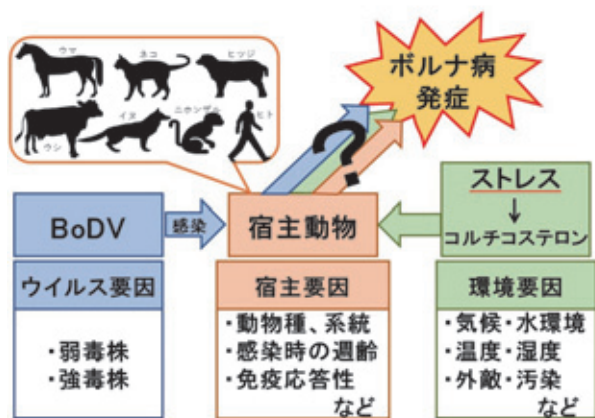 ウマ
ネコ
ヒツジ
ウシ
イヌ
ニホンザル
ヒト
ボルナ病
発症
?
BoDV
感染
宿主動物
ストレス
↓
コルチコステロン
ウイルス要因
・弱毒株
・強毒株
宿主要因
・動物種、系統
・感染時の週齢
・免疫応答性
など
環境要因
・気候・水環境
・温度・湿度
・外敵・汚染
など